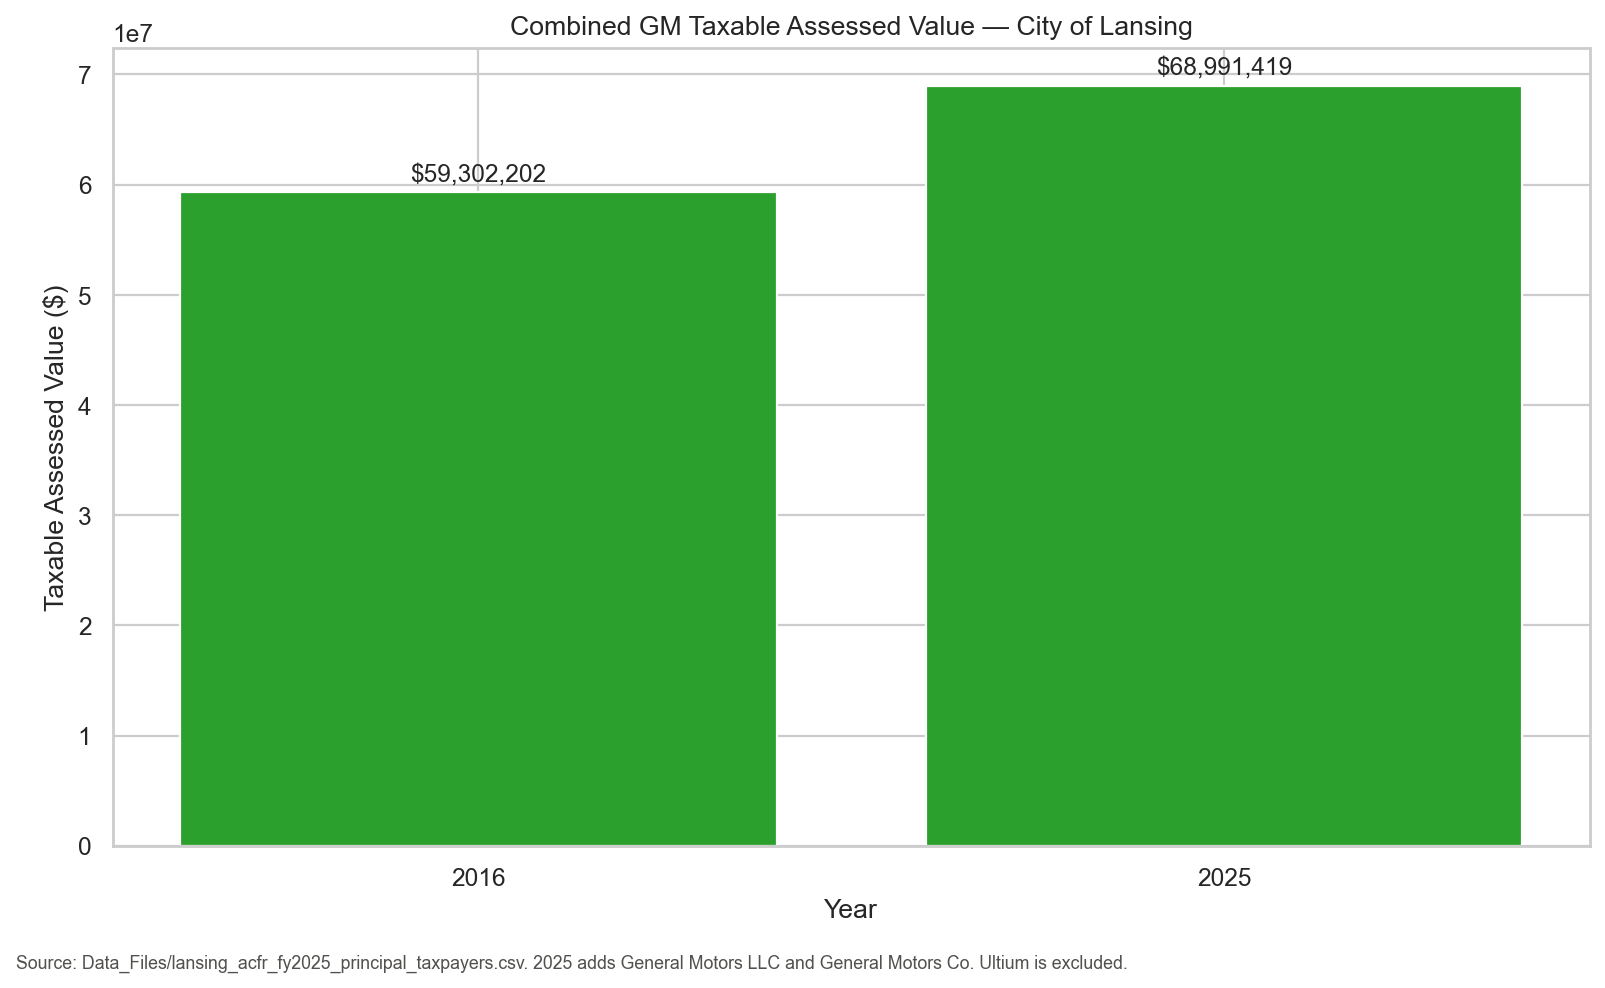 Combined GM Taxable Assessed Value — City of Lansing
1e7
7
6
5
4
3
2
1
0
Taxable Assessed Value ($)
$59,302,202
$68,991,419
2016
2025
Year
Source: Data_Files/lansing_acfr_fy2025_principal_taxpayers.csv. 2025 adds General Motors LLC and General Motors Co. Ultium is excluded.